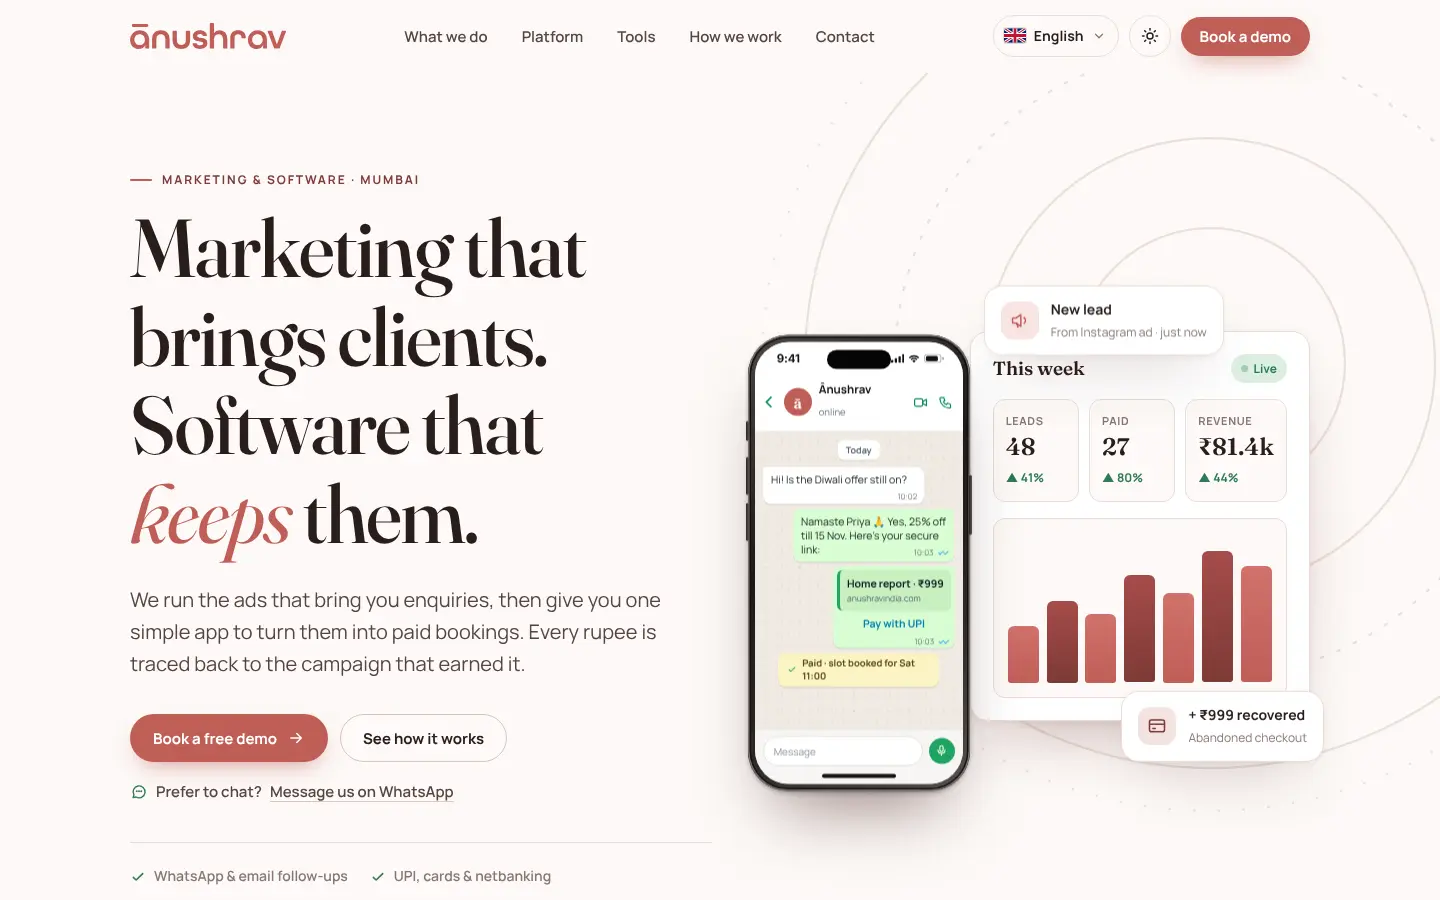 ānushrav
What we do
Platform
Tools
How we work
Contact
English
Book a demo
MARKETING & SOFTWARE · MUMBAI
Marketing that
brings clients.
Software that
keeps them.
We run the ads that bring you enquiries, then give you one
simple app to turn them into paid bookings. Every rupee is
traced back to the campaign that earned it.
Book a free demo
See how it works
Prefer to chat? Message us on WhatsApp
WhatsApp & email follow-ups
UPI, cards & netbanking
9:41
ā
Ānushrav
online
Today
Hi! Is the Diwali offer still on?
10:02
Namaste Priya 🙏 Yes, 25% off
till 15 Nov. Here's your secure
link:
10:03
Home report · ₹999
anushravindia.com
Pay with UPI
10:03
Paid · slot booked for Sat
11:00
Message
New lead
From Instagram ad · just now
This week
Live
LEADS
48
41%
PAID
27
80%
REVENUE
₹81.4k
44%
+ ₹999 recovered
Abandoned checkout